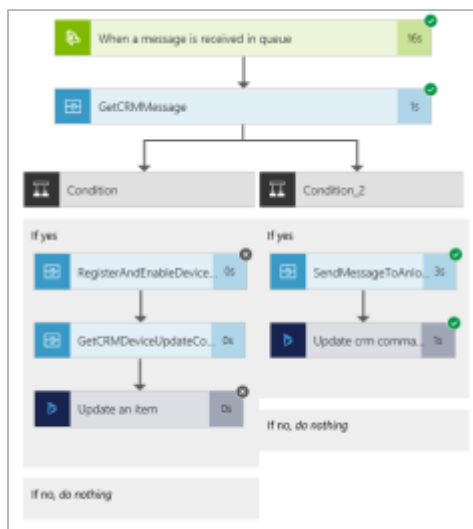 When a message is received in queue 16s
GetCRMMessage 1s
Condition
Condition_2
If yes
RegisterAndEnableDevice... 0s
GetCRMDeviceUpdateCo... 0s
Update an item 0s
If no, do nothing
If yes
SendMessageToAnlo... 3s
Update crm comma... 1s
If no, do nothing